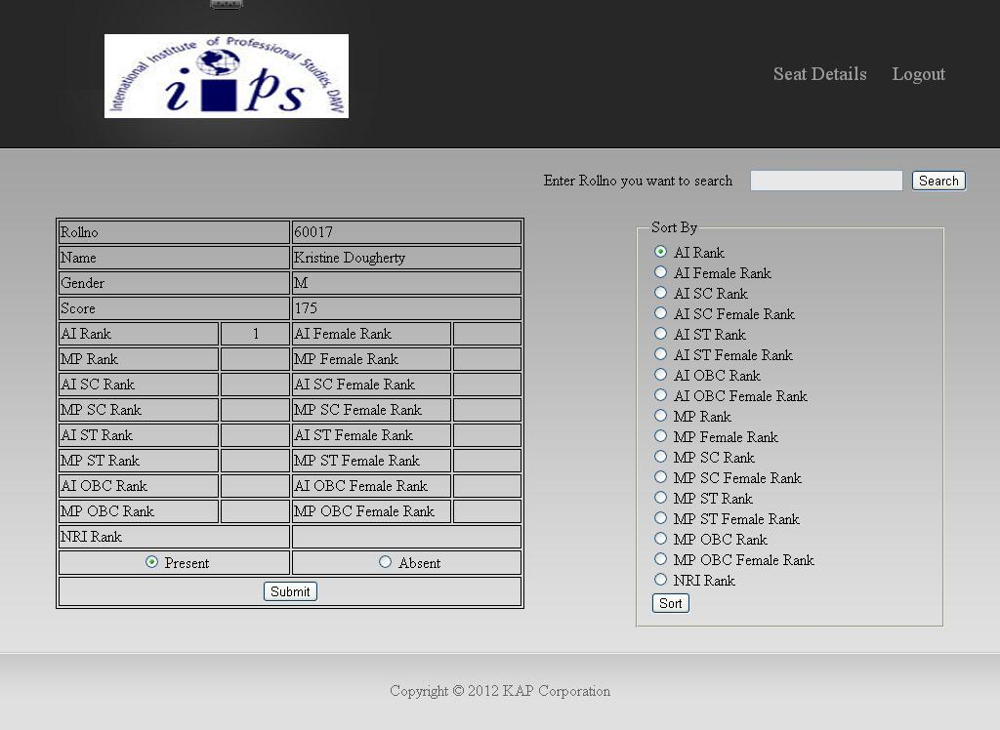 International Institute of Professional Studies, DAVV
i ps
Seat Details Logout
Enter Rollno you want to search Search
Rollno 60017
Name Kristine Dougherty
Gender M
Score 175
AI Rank 1 AI Female Rank
MP Rank MP Female Rank
AI SC Rank AI SC Female Rank
MP SC Rank MP SC Female Rank
AI ST Rank AI ST Female Rank
MP ST Rank MP ST Female Rank
AI OBC Rank AI OBC Female Rank
MP OBC Rank MP OBC Female Rank
NRI Rank
Present Absent
Submit
Sort By
AI Rank
AI Female Rank
AI SC Rank
AI SC Female Rank
AI ST Rank
AI ST Female Rank
AI OBC Rank
AI OBC Female Rank
MP Rank
MP Female Rank
MP SC Rank
MP SC Female Rank
MP ST Rank
MP ST Female Rank
MP OBC Rank
MP OBC Female Rank
NRI Rank
Sort
Copyright © 2012 KAP Corporation